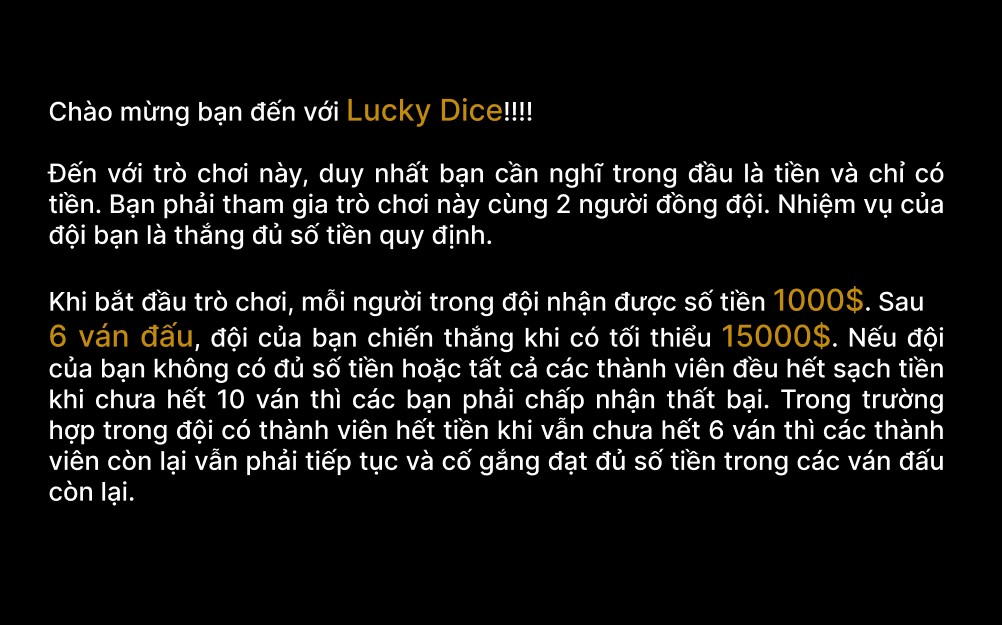 Chào mừng bạn đến với Lucky Dice!!!!
Đến với trò chơi này, duy nhất bạn cần nghĩ trong đầu là tiền và chỉ có
tiền. Bạn phải tham gia trò chơi này cùng 2 người đồng đội. Nhiệm vụ của
đội bạn là thắng đủ số tiền quy định.
Khi bắt đầu trò chơi, mỗi người trong đội nhận được số tiền 1000$. Sau
6 ván đấu, đội của bạn chiến thắng khi có tối thiểu 15000$. Nếu đội
của bạn không có đủ số tiền hoặc tất cả các thành viên đều hết sạch tiền
khi chưa hết 10 ván thì các bạn phải chấp nhận thất bại. Trong trường
hợp trong đội có thành viên hết tiền khi vẫn chưa hết 6 ván thì các thành
viên còn lại vẫn phải tiếp tục và cố gắng đạt đủ số tiền trong các ván đấu
còn lại.